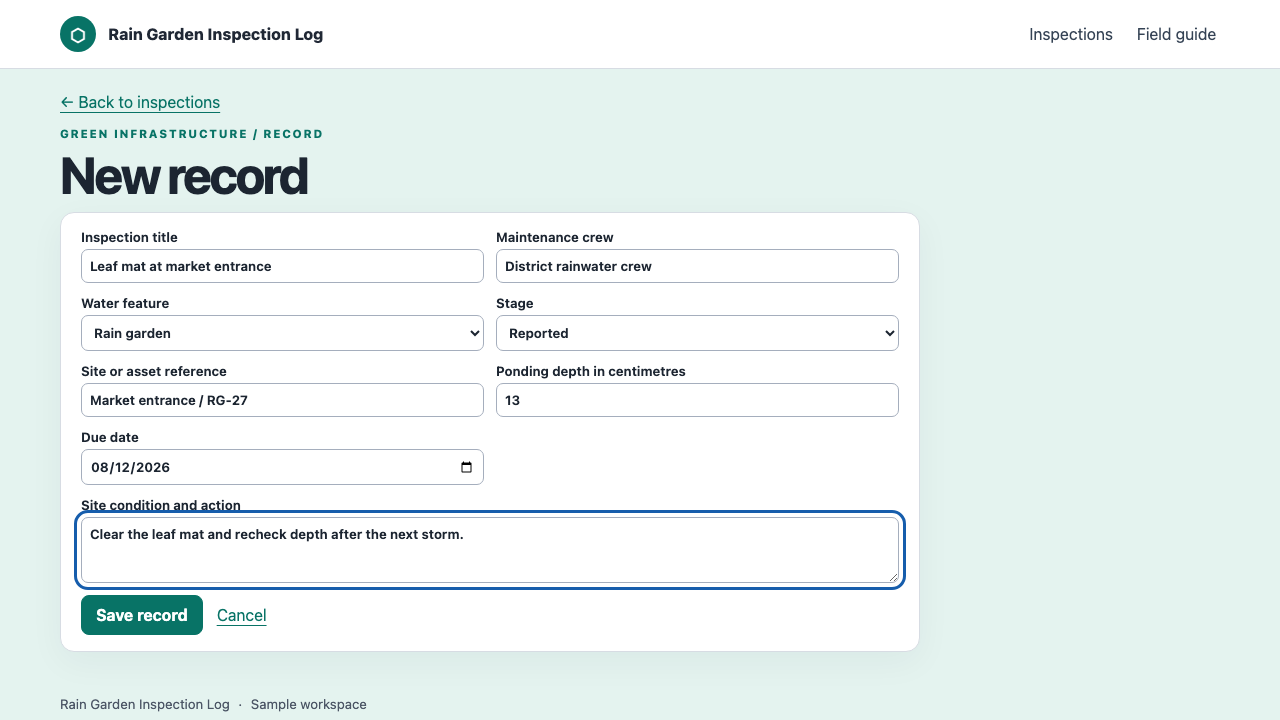 Rain Garden Inspection Log
Inspections
Field guide
← Back to inspections
GREEN INFRASTRUCTURE / RECORD
New record
Inspection title
Leaf mat at market entrance
Maintenance crew
District rainwater crew
Water feature
Rain garden
Stage
Reported
Site or asset reference
Market entrance / RG-27
Ponding depth in centimetres
13
Due date
08/12/2026
Site condition and action
Clear the leaf mat and recheck depth after the next storm.
Save record
Cancel
Rain Garden Inspection Log · Sample workspace